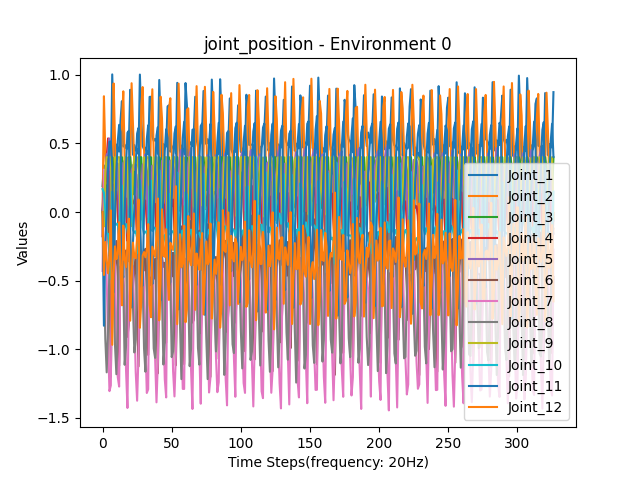 joint_position - Environment 0
Values
1.0
0.5
0.0
−0.5
−1.0
−1.5
0
50
100
150
200
250
300
Time Steps(frequency: 20Hz)
Joint_1
Joint_2
Joint_3
Joint_4
Joint_5
Joint_6
Joint_7
Joint_8
Joint_9
Joint_10
Joint_11
Joint_12